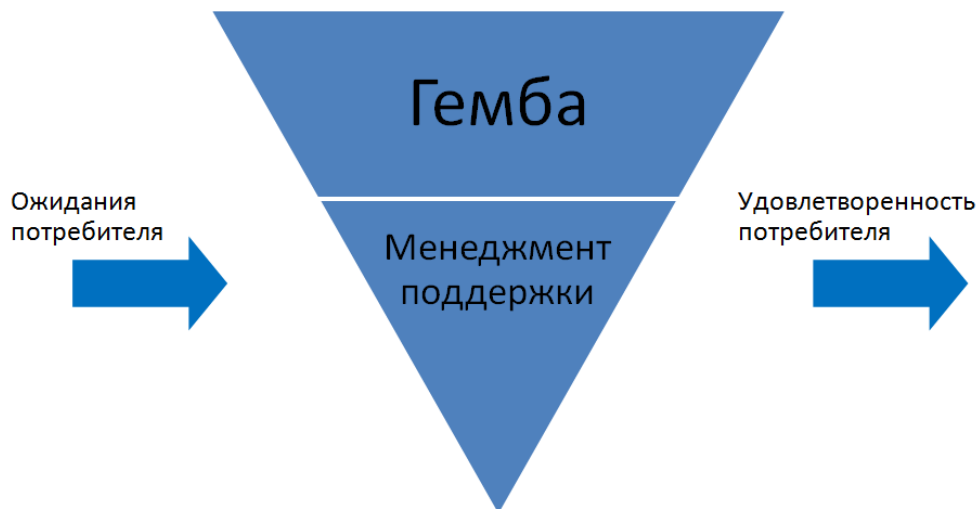 Гемба
Ожидания
потребителя
Менеджмент
поддержки
Удовлетворенность
потребителя